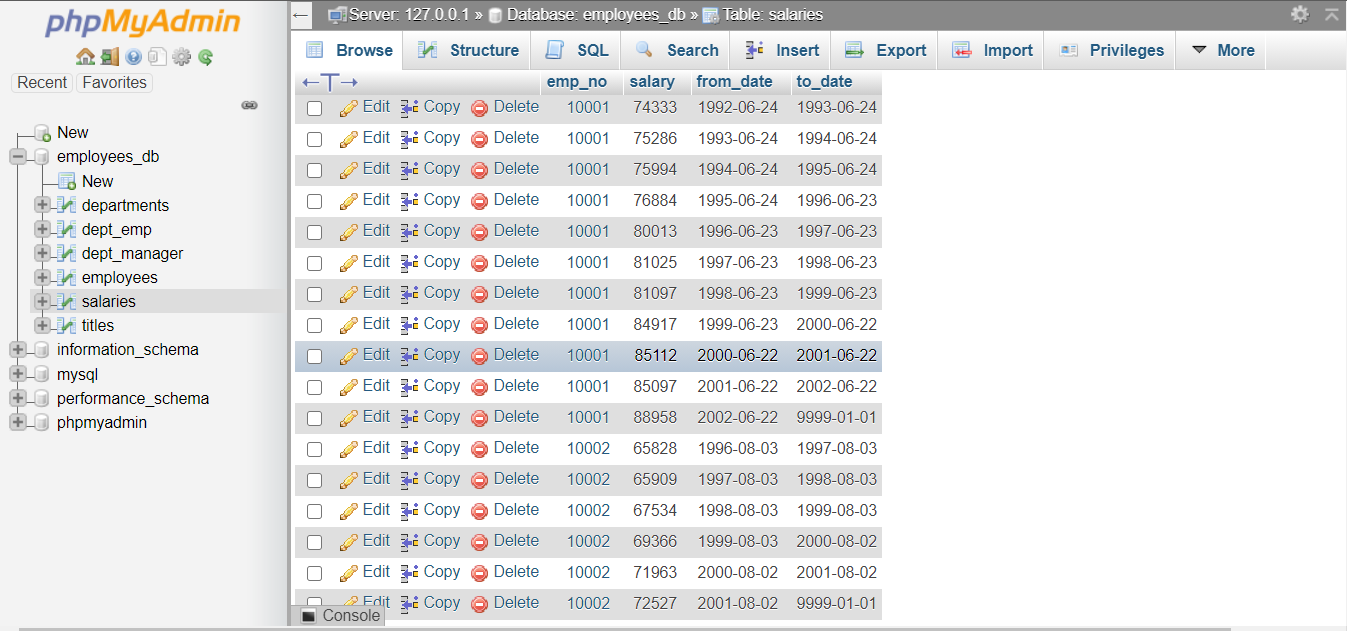 phpMyAdmin
Recent Favorites
New
employees_db
New
departments
dept_emp
dept_manager
employees
salaries
titles
information_schema
mysql
performance_schema
phpmyadmin
← Server: 127.0.0.1 » Database: employees_db » Table: salaries
Browse Structure SQL Search Insert Export Import Privileges More
←T→ emp_no salary from_date to_date
Edit Copy Delete 10001 74333 1992-06-24 1993-06-24
Edit Copy Delete 10001 75286 1993-06-24 1994-06-24
Edit Copy Delete 10001 75994 1994-06-24 1995-06-24
Edit Copy Delete 10001 76884 1995-06-24 1996-06-23
Edit Copy Delete 10001 80013 1996-06-23 1997-06-23
Edit Copy Delete 10001 81025 1997-06-23 1998-06-23
Edit Copy Delete 10001 81097 1998-06-23 1999-06-23
Edit Copy Delete 10001 84917 1999-06-23 2000-06-22
Edit Copy Delete 10001 85112 2000-06-22 2001-06-22
Edit Copy Delete 10001 85097 2001-06-22 2002-06-22
Edit Copy Delete 10001 88958 2002-06-22 9999-01-01
Edit Copy Delete 10002 65828 1996-08-03 1997-08-03
Edit Copy Delete 10002 65909 1997-08-03 1998-08-03
Edit Copy Delete 10002 67534 1998-08-03 1999-08-03
Edit Copy Delete 10002 69366 1999-08-03 2000-08-02
Edit Copy Delete 10002 71963 2000-08-02 2001-08-02
Edit Copy Delete 10002 72527 2001-08-02 9999-01-01
Console